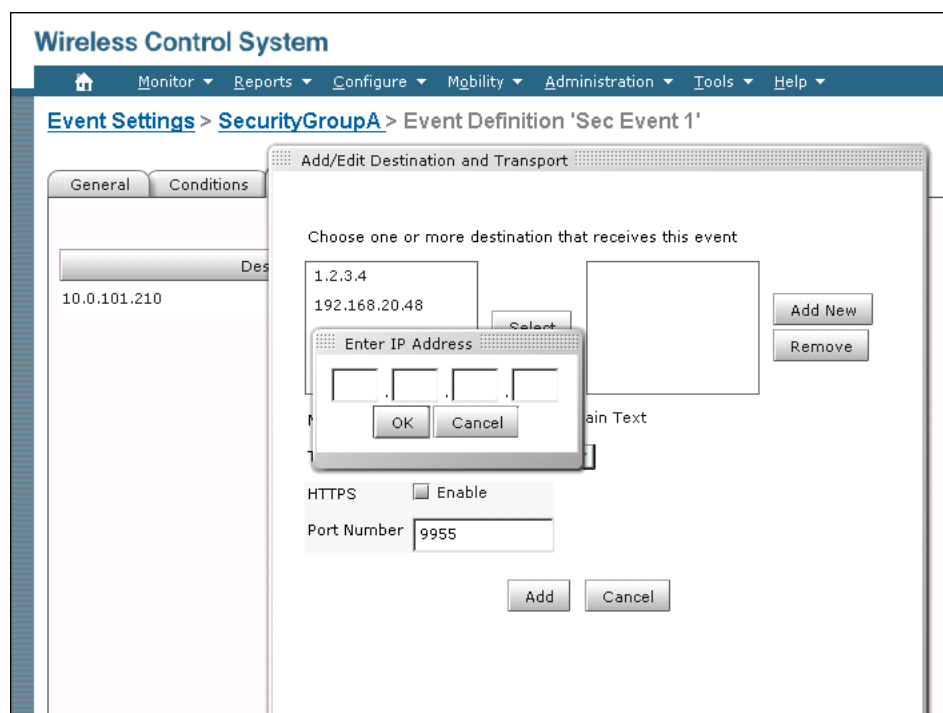 Wireless Control System
Monitor Reports Configure Mobility Administration Tools Help
Event Settings > SecurityGroupA > Event Definition 'Sec Event 1'
Add/Edit Destination and Transport
General Conditions
Choose one or more destination that receives this event
Des
1.2.3.4
10.0.101.210
192.168.20.48
Add New
Select
Enter IP Address
Remove
. . .
OK Cancel
ain Text
HTTPS Enable
Port Number 9955
Add Cancel